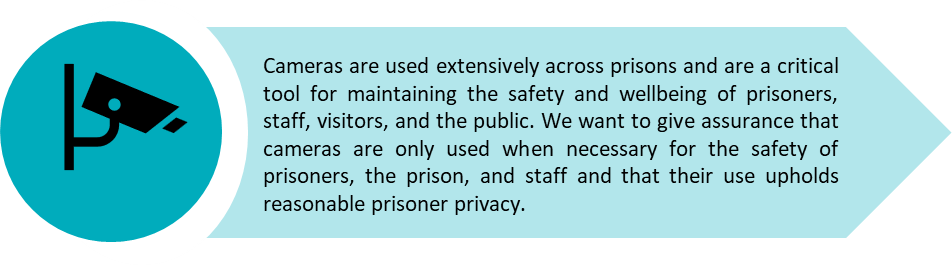 Cameras are used extensively across prisons and are a critical
tool for maintaining the safety and wellbeing of prisoners,
staff, visitors, and the public. We want to give assurance that
cameras are only used when necessary for the safety of
prisoners, the prison, and staff and that their use upholds
reasonable prisoner privacy.